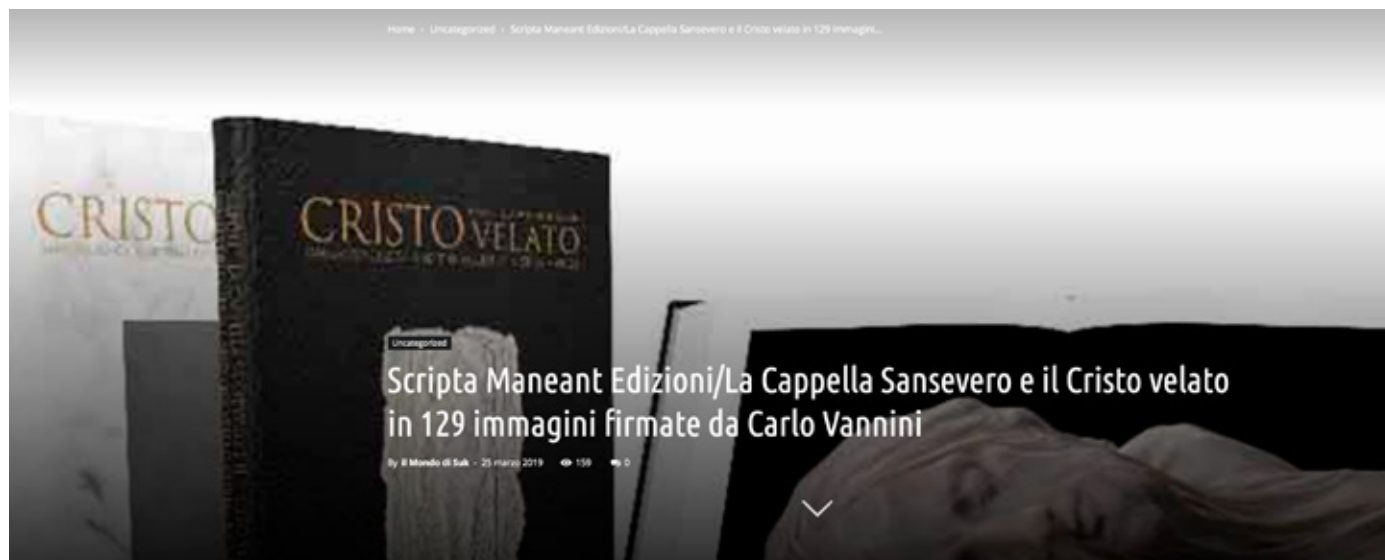 Home › Uncategorized › Scripta Maneant Edizioni/La Cappella Sansevero e il Cristo velato in 129 immagini...
CRISTO
CRISTO VELATO
Uncategorized
Scripta Maneant Edizioni/La Cappella Sansevero e il Cristo velato
in 129 immagini firmate da Carlo Vannini
By Il Mondo di Suk - 25 marzo 2019 159 0